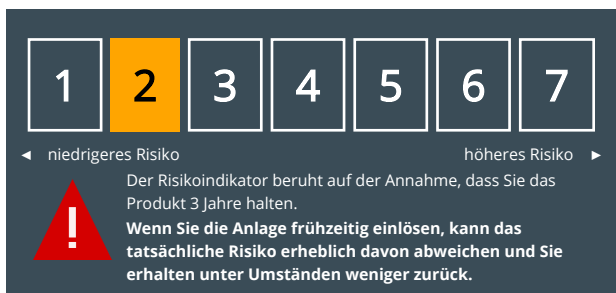 1 2 3 4 5 6 7
◄ niedrigeres Risiko höheres Risiko ►
Der Risikoindikator beruht auf der Annahme, dass Sie das
Produkt 3 Jahre halten.
Wenn Sie die Anlage frühzeitig einlösen, kann das
tatsächliche Risiko erheblich davon abweichen und Sie
erhalten unter Umständen weniger zurück.
!